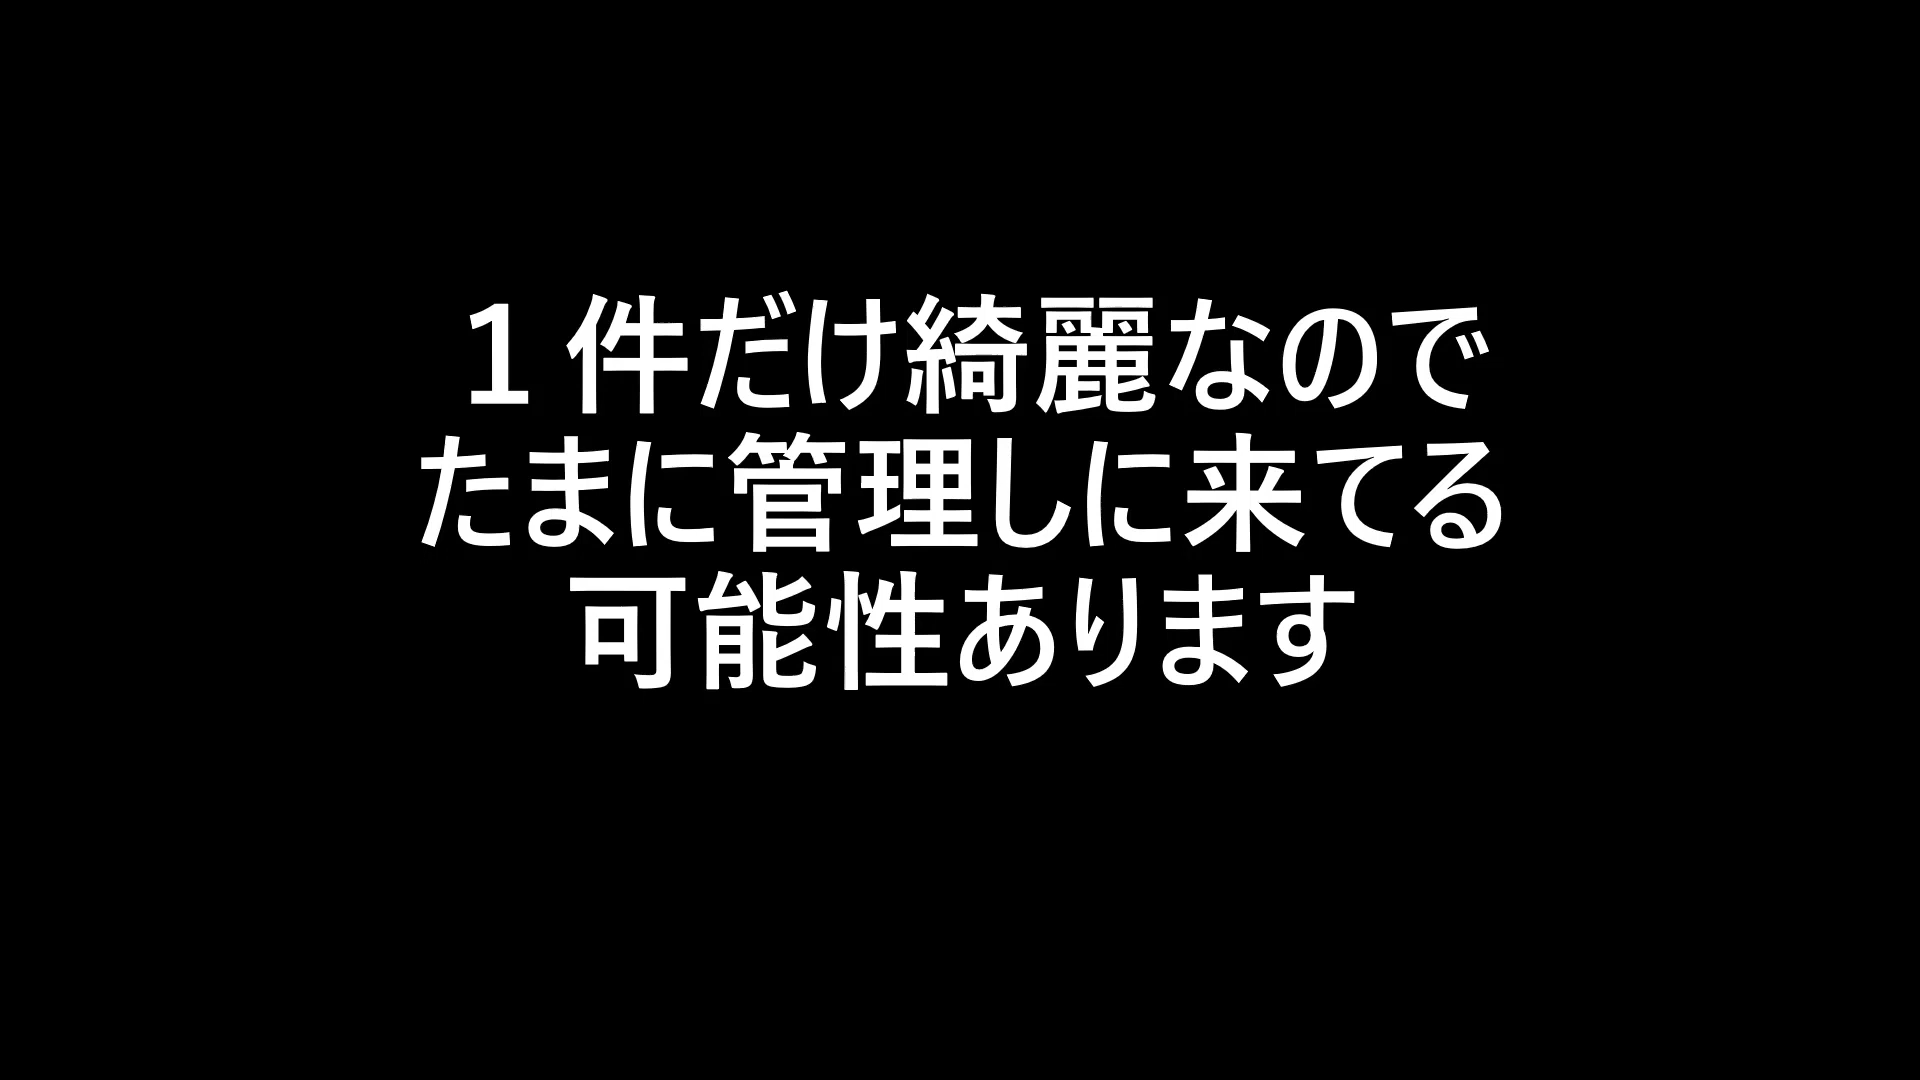 １件だけ綺麗なので
たまに管理しに来てる
可能性あります